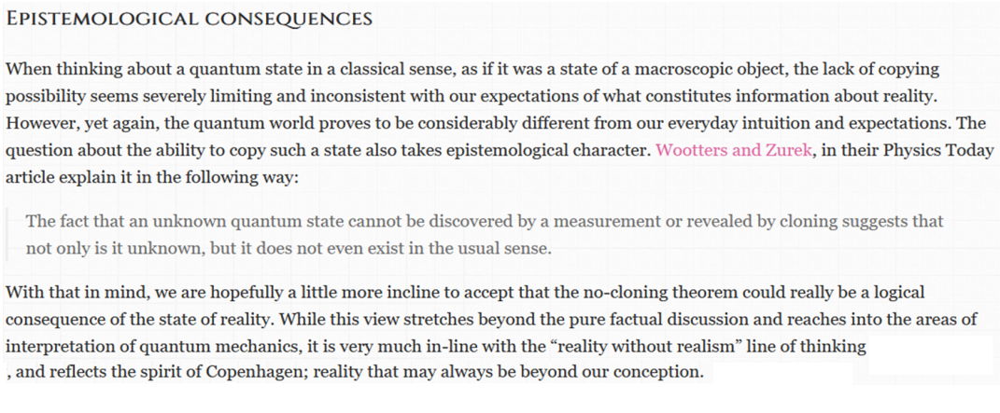 EPISTEMOLOGICAL CONSEQUENCES
When thinking about a quantum state in a classical sense, as if it was a state of a macroscopic object, the lack of copying
possibility seems severely limiting and inconsistent with our expectations of what constitutes information about reality.
However, yet again, the quantum world proves to be considerably different from our everyday intuition and expectations. The
question about the ability to copy such a state also takes epistemological character. Wootters and Zurek, in their Physics Today
article explain it in the following way:
The fact that an unknown quantum state cannot be discovered by a measurement or revealed by cloning suggests that
not only is it unknown, but it does not even exist in the usual sense.
With that in mind, we are hopefully a little more incline to accept that the no-cloning theorem could really be a logical
consequence of the state of reality. While this view stretches beyond the pure factual discussion and reaches into the areas of
interpretation of quantum mechanics, it is very much in-line with the “reality without realism” line of thinking
, and reflects the spirit of Copenhagen; reality that may always be beyond our conception.